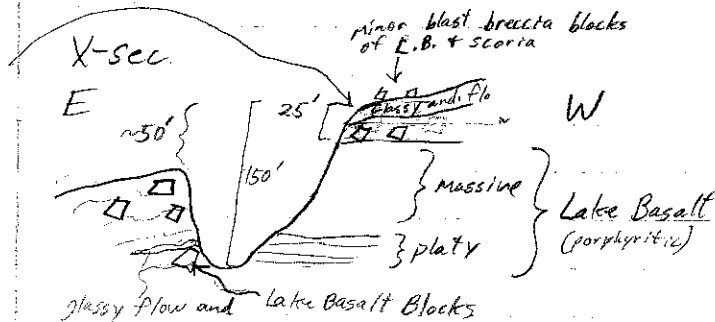 Minor blast breccia blocks
of L.B. & scoria
X-sec.
E
25'
glassy and. flo
W
~50'
150'
} massive
Lake Basalt
(porphyritic)
} platy
glassy flow and Lake Basalt Blocks